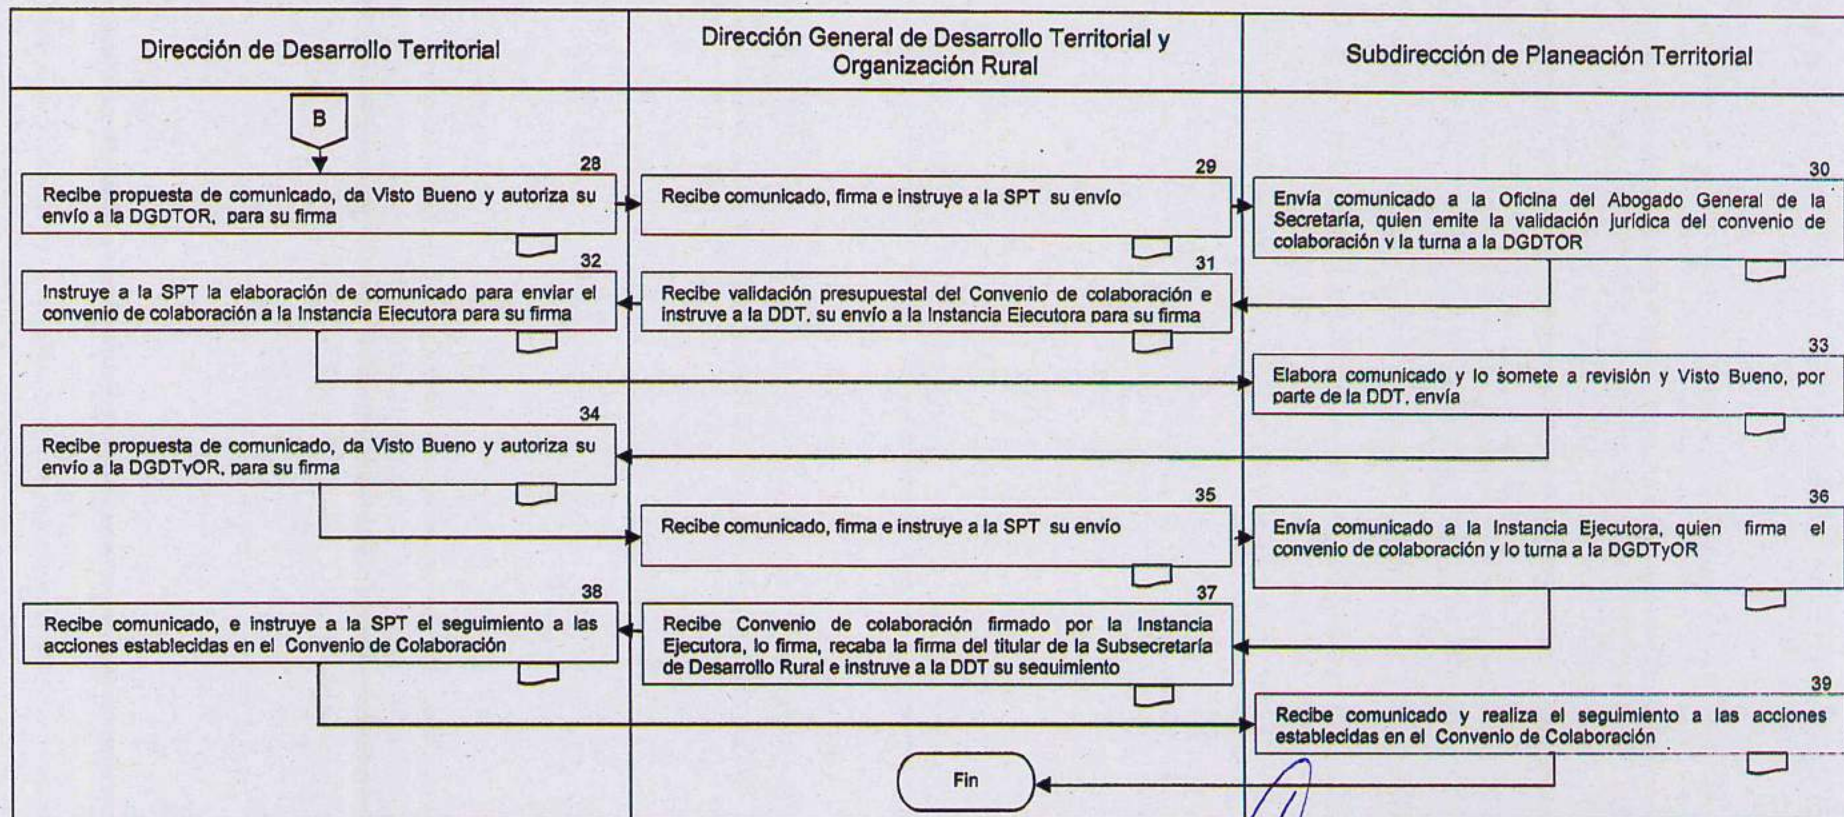 Dirección de Desarrollo Territorial
Dirección General de Desarrollo Territorial y
Organización Rural
Subdirección de Planeación Territorial
B
28
Recibe propuesta de comunicado, da Visto Bueno y autoriza su
envío a la DGDTOR, para su firma
29
Recibe comunicado, firma e instruye a la SPT su envío
30
Envía comunicado a la Oficina del Abogado General de la
Secretaría, quien emite la validación jurídica del convenio de
colaboración y la turna a la DGDTOR
32
Instruye a la SPT la elaboración de comunicado para enviar el
convenio de colaboración a la Instancia Ejecutora para su firma
31
Recibe validación presupuestal del Convenio de colaboración e
instruye a la DDT, su envío a la Instancia Ejecutora para su firma
33
Elabora comunicado y lo somete a revisión y Visto Bueno, por
parte de la DDT, envía
34
Recibe propuesta de comunicado, da Visto Bueno y autoriza su
envío a la DGDTyOR, para su firma
35
Recibe comunicado, firma e instruye a la SPT su envío
36
Envía comunicado a la Instancia Ejecutora, quien firma el
convenio de colaboración y lo turna a la DGDTyOR
38
Recibe comunicado, e instruye a la SPT el seguimiento a las
acciones establecidas en el Convenio de Colaboración
37
Recibe Convenio de colaboración firmado por la Instancia
Ejecutora, lo firma, recaba la firma del titular de la Subsecretaría
de Desarrollo Rural e instruye a la DDT su seguimiento
39
Recibe comunicado y realiza el seguimiento a las acciones
establecidas en el Convenio de Colaboración
Fin